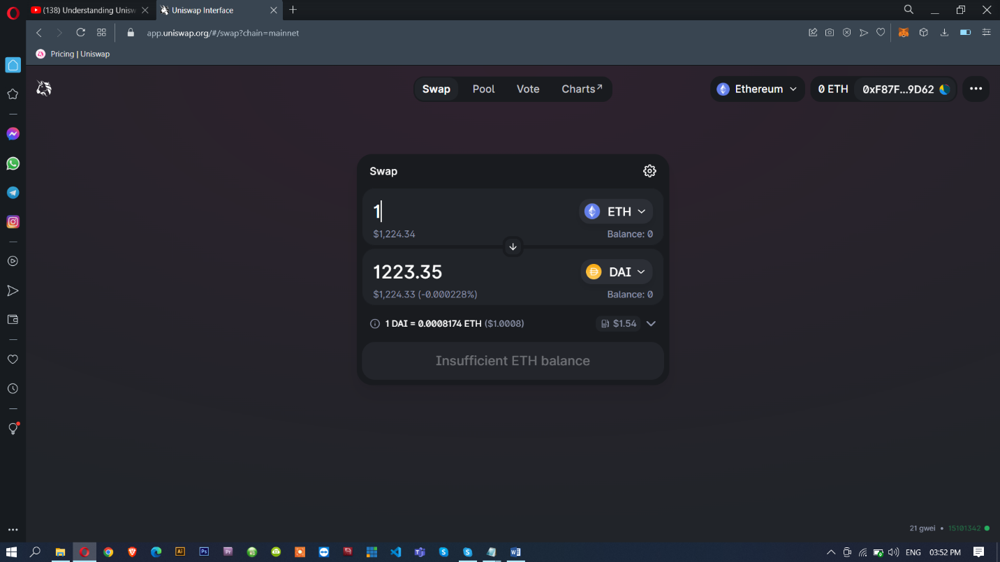 (138) Understanding Unisw
Uniswap Interface
app.uniswap.org/#/swap?chain=mainnet
Pricing | Uniswap
Swap
Pool
Vote
Charts↗
Ethereum
0 ETH
0xF87F...9D62
Swap
1
ETH
$1,224.34
Balance: 0
1223.35
DAI
$1,224.33 (-0.000228%)
Balance: 0
1 DAI = 0.0008174 ETH ($1.0008)
$1.54
Insufficient ETH balance
21 gwei • 15101342
Ai
Ps
Pr
ENG
03:52 PM